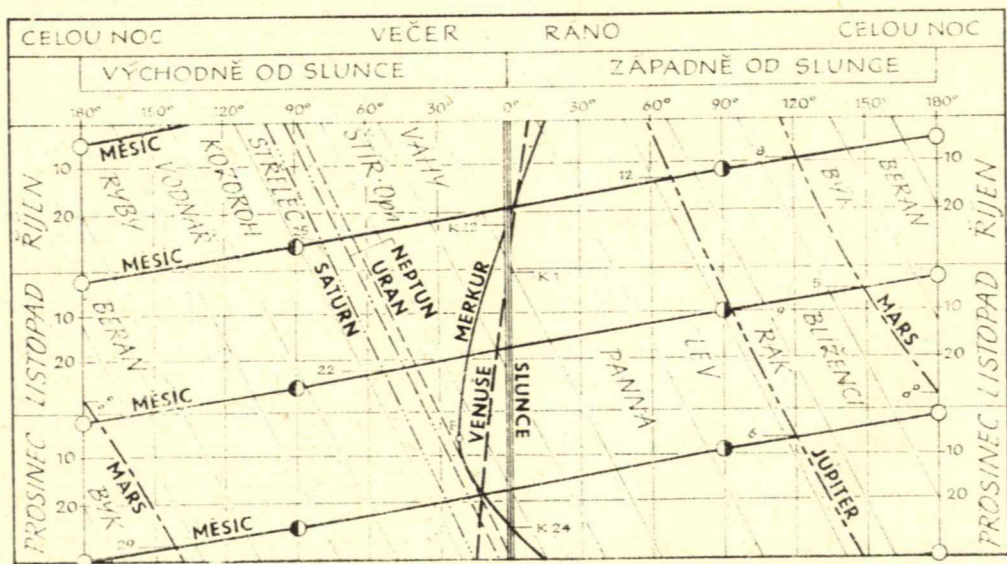 CELOU NOC VEČER RÁNO CELOU NOC
VÝCHODNĚ OD SLUNCE ZÁPADNĚ OD SLUNCE
180° 150° 120° 90° 60° 30° 0° 30° 60° 90° 120° 150° 180°
ŘÍJEN
LISTOPAD
PROSINEC
10
20
10
20
10
20
MĚSÍC
RYBY
VODNÁŘ
KOZOROH
STŘELEC
ŠTÍR
VÁHY
25
K 22
12
8
BÝK
BERAN
MĚSÍC
BERAN
SATURN
URAN
NEPTUN
MERKUR
K 1
VENUŠE
SLUNCE
PANNA
LEV
RAK
BLÍŽENCI
5
MARS
22
MĚSÍC
MARS
BÝK
6
JUPITER
29
MĚSÍC
K 24
10
20
10
20
10
20
ŘÍJEN
LISTOPAD
PROSINEC